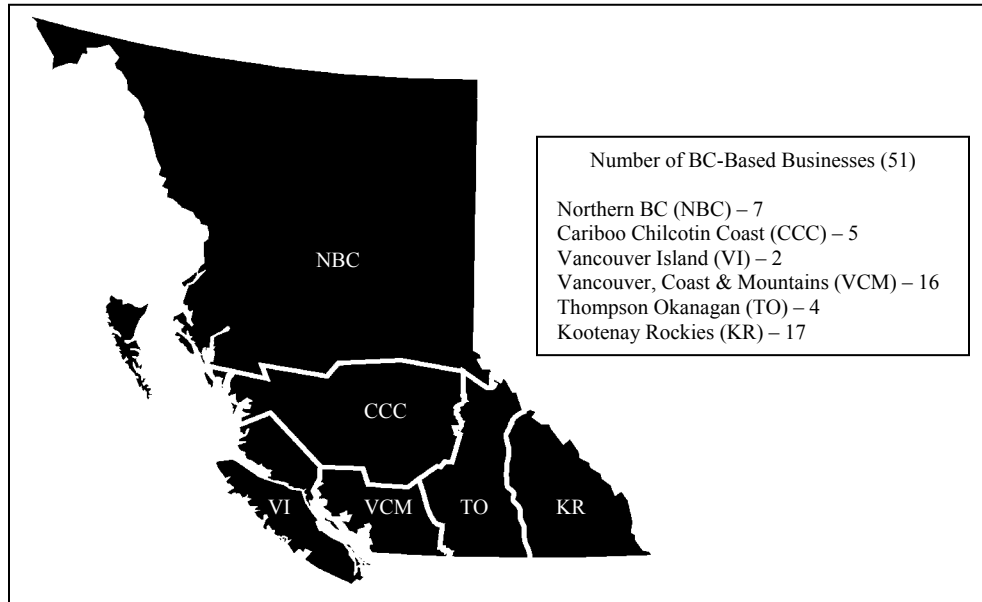 Number of BC-Based Businesses (51)
Northern BC (NBC) – 7
Cariboo Chilcotin Coast (CCC) – 5
Vancouver Island (VI) – 2
Vancouver, Coast & Mountains (VCM) – 16
Thompson Okanagan (TO) – 4
Kootenay Rockies (KR) – 17
NBC
CCC
VI
VCM
TO
KR